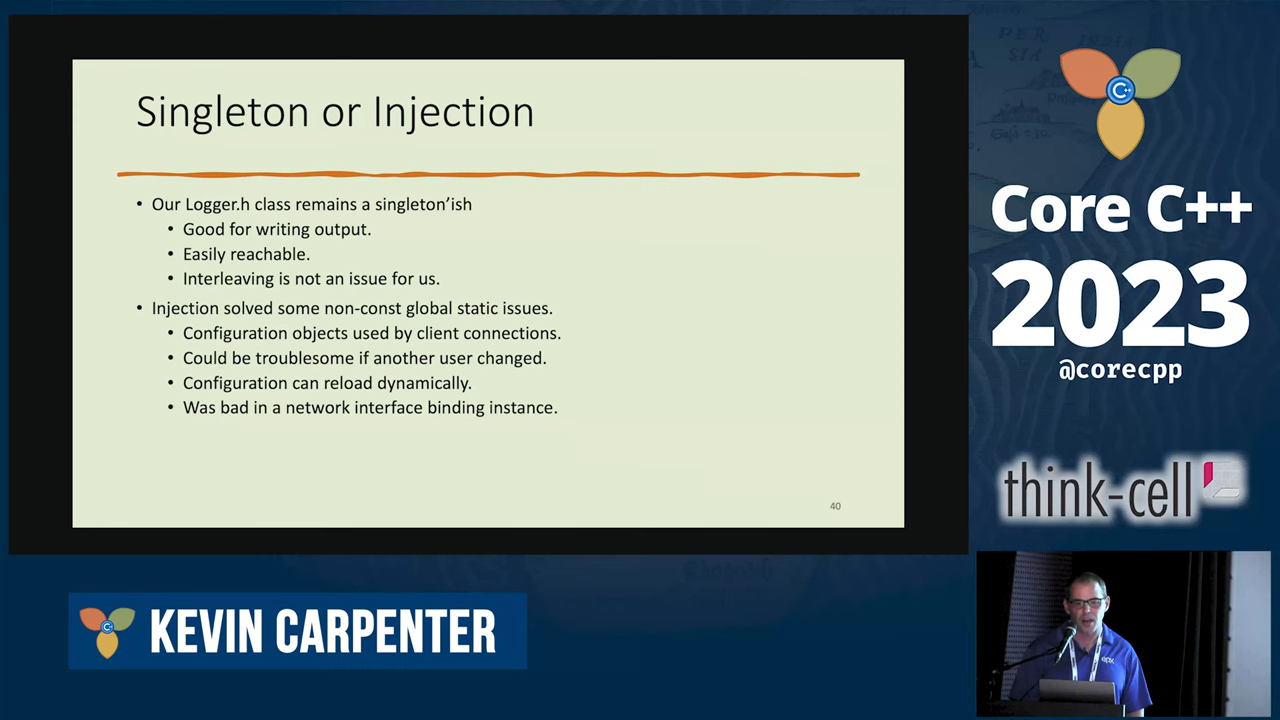 Singleton or Injection
• Our Logger.h class remains a singleton’ish
• Good for writing output.
• Easily reachable.
• Interleaving is not an issue for us.
• Injection solved some non-const global static issues.
• Configuration objects used by client connections.
• Could be troublesome if another user changed.
• Configuration can reload dynamically.
• Was bad in a network interface binding instance.
40
C++
Core C++
2023
@corecpp
think-cell
C++
KEVIN CARPENTER
epx